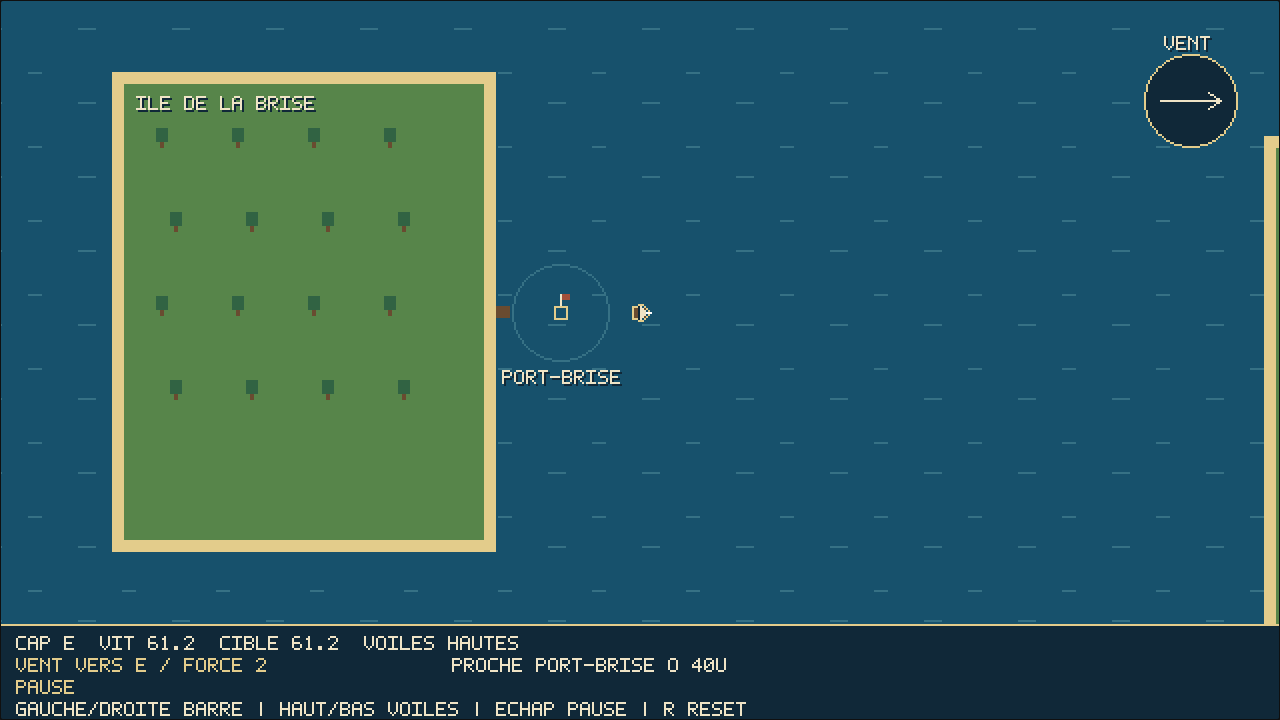 VENT
ILE DE LA BRISE
PORT-BRISE
CAP E  VIT 61.2  CIBLE 61.2  VOILES HAUTES
VENT VERS E / FORCE 2  PROCHE PORT-BRISE O 40U
PAUSE
GAUCHE/DROITE BARRE | HAUT/BAS VOILES | ECHAP PAUSE | R RESET